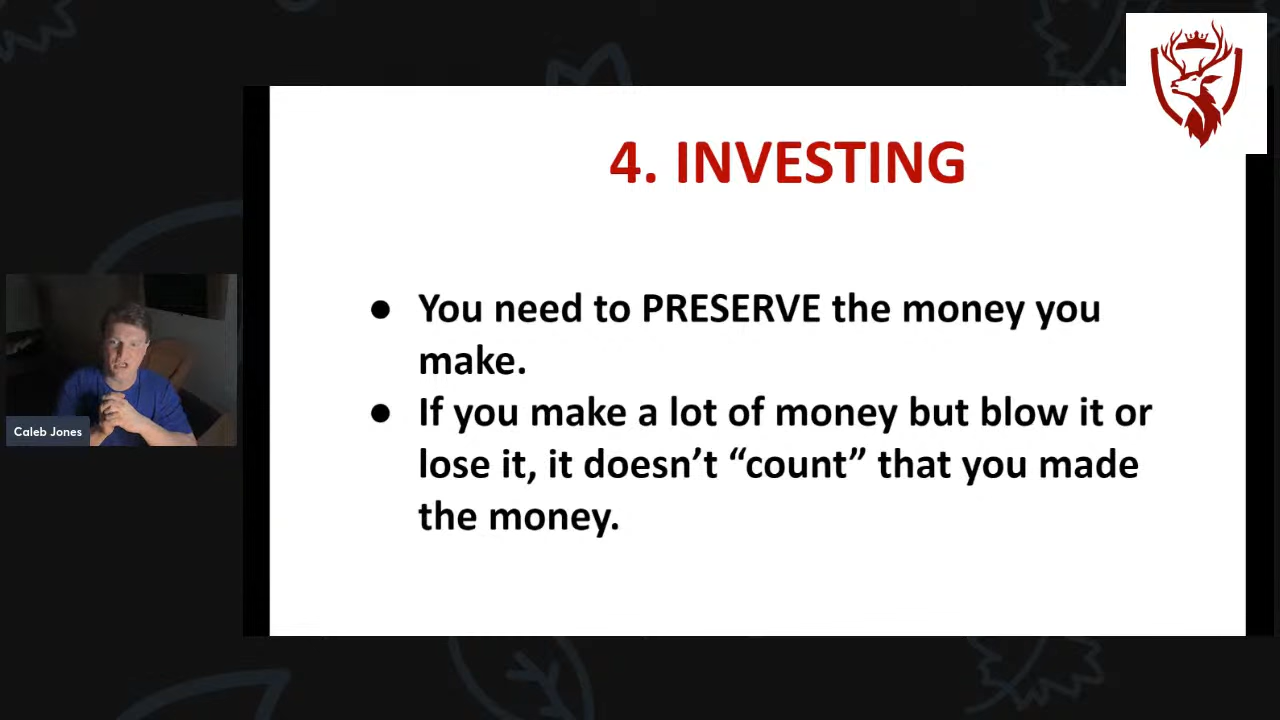 4. INVESTING
● You need to PRESERVE the money you
make.
● If you make a lot of money but blow it or
lose it, it doesn’t “count” that you made
the money.
Caleb Jones